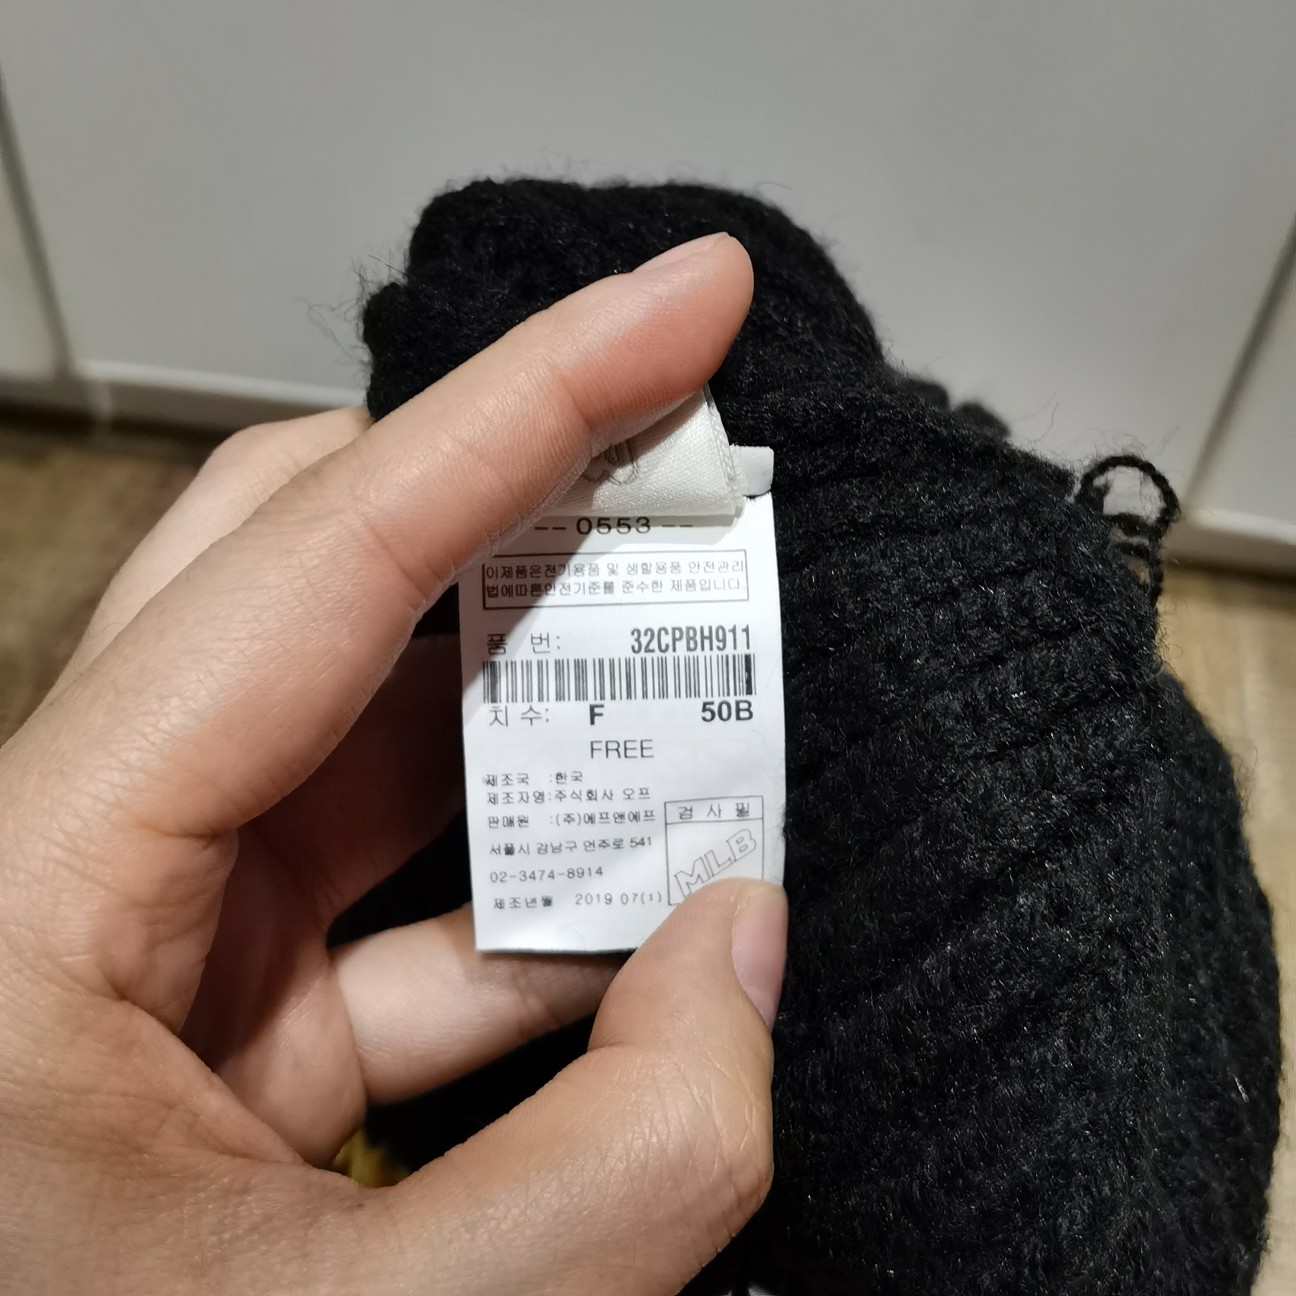 -- 0553 --
이제품은전기용품 및 생활용품 안전관리
법에따른안전기준를 준수한 제품입니다.
품 번: 32CPBH911
치 수: F 50B
FREE
제조국 :한국
제조자명:주식회사 오프
판매원 :(주)에프앤에프
서울시 강남구 언주로 541
02-3474-8914
제조년월 2019 07(1)
검 사 필
MLB